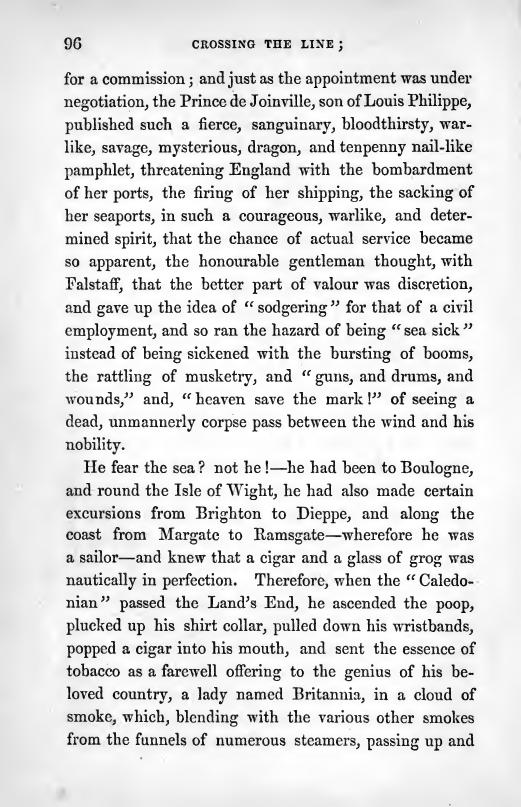 96 CROSSING THE LINE;
for a commission; and just as the appointment was under
negotiation, the Prince de Joinville, son of Louis Philippe,
published such a fierce, sanguinary, bloodthirsty, war-
like, savage, mysterious, dragon, and tenpenny nail-like
pamphlet, threatening England with the bombardment
of her ports, the firing of her shipping, the sacking of
her seaports, in such a courageous, warlike, and deter-
mined spirit, that the chance of actual service became
so apparent, the honourable gentleman thought, with
Falstaff, that the better part of valour was discretion,
and gave up the idea of “sodgering” for that of a civil
employment, and so ran the hazard of being “sea sick”
instead of being sickened with the bursting of booms,
the rattling of musketry, and “guns, and drums, and
wounds,” and, “heaven save the mark!” of seeing a
dead, unmannerly corpse pass between the wind and his
nobility.
He fear the sea? not he!—he had been to Boulogne,
and round the Isle of Wight, he had also made certain
excursions from Brighton to Dieppe, and along the
coast from Margate to Ramsgate—wherefore he was
a sailor—and knew that a cigar and a glass of grog was
nautically in perfection. Therefore, when the “Caledo-
nian” passed the Land's End, he ascended the poop,
plucked up his shirt collar, pulled down his wristbands,
popped a cigar into his mouth, and sent the essence of
tobacco as a farewell offering to the genius of his be-
loved country, a lady named Britannia, in a cloud of
smoke, which, blending with the various other smokes
from the funnels of numerous steamers, passing up and